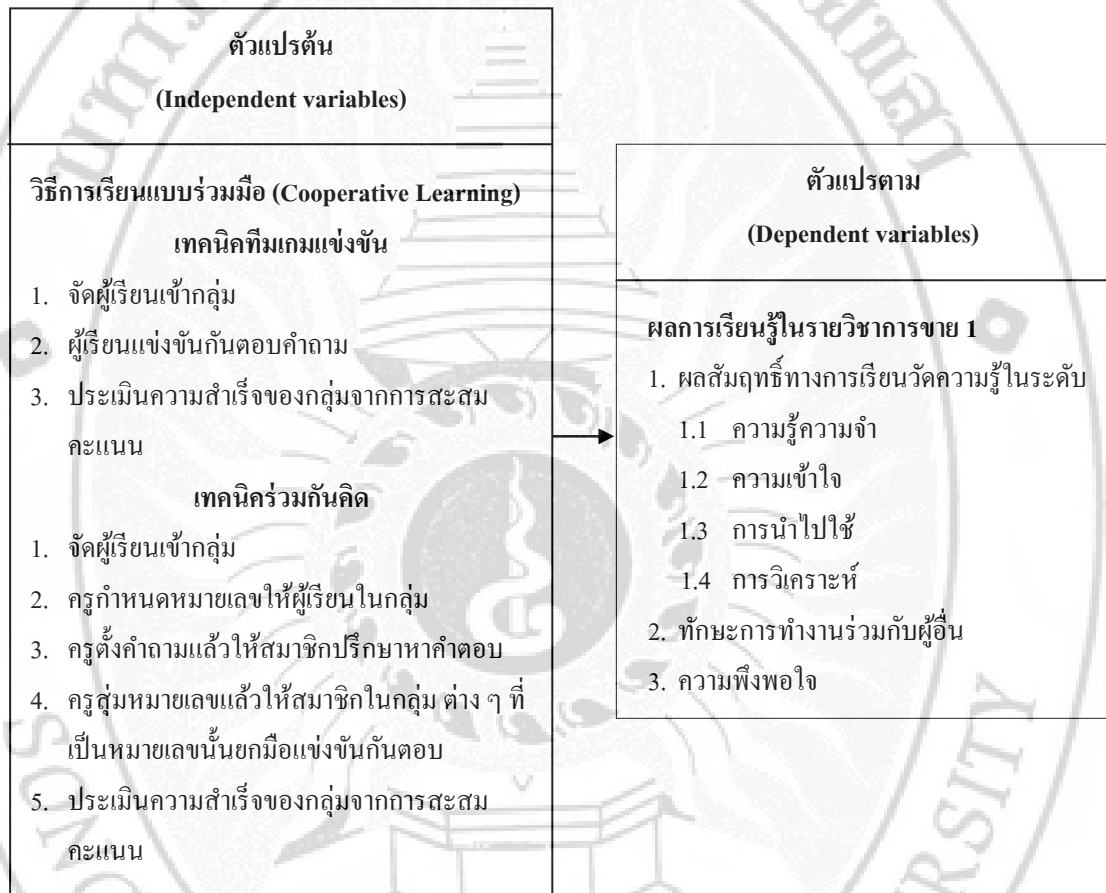 ตัวแปรต้น
(Independent variables)
วิธีการเรียนแบบร่วมมือ (Cooperative Learning)
เทคนิคทีมเกมแข่งขัน
1. จัดผู้เรียนเข้ากลุ่ม
2. ผู้เรียนแข่งขันกันตอบคำถาม
3. ประเมินความสำเร็จของกลุ่มจากการสะสม
คะแนน
เทคนิคร่วมกันคิด
1. จัดผู้เรียนเข้ากลุ่ม
2. ครูกำหนดหมายเลขให้ผู้เรียนในกลุ่ม
3. ครูตั้งคำถามแล้วให้สมาชิกปรึกษาหาคำตอบ
4. ครูสุ่มหมายเลขแล้วให้สมาชิกในกลุ่ม ต่าง ๆ ที่
เป็นหมายเลขนั้นยกมือแข่งขันกันตอบ
5. ประเมินความสำเร็จของกลุ่มจากการสะสม
คะแนน
ตัวแปรตาม
(Dependent variables)
ผลการเรียนรู้ในรายวิชาการขาย 1
1. ผลสัมฤทธิ์ทางการเรียนวัดความรู้ในระดับ
1.1 ความรู้ความจำ
1.2 ความเข้าใจ
1.3 การนำไปใช้
1.4 การวิเคราะห์
2. ทักษะการทำงานร่วมกับผู้อื่น
3. ความพึงพอใจ